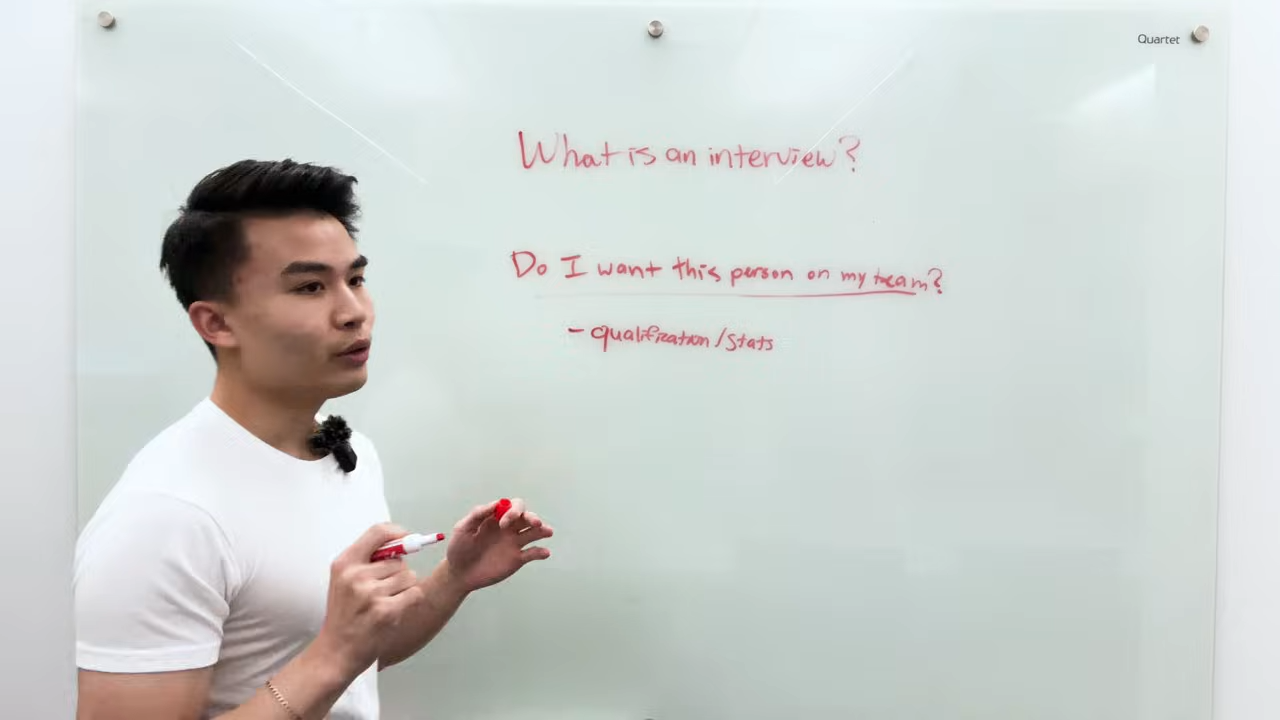 Quartet
What is an interview?
Do I want this person on my team?
- qualification/stats